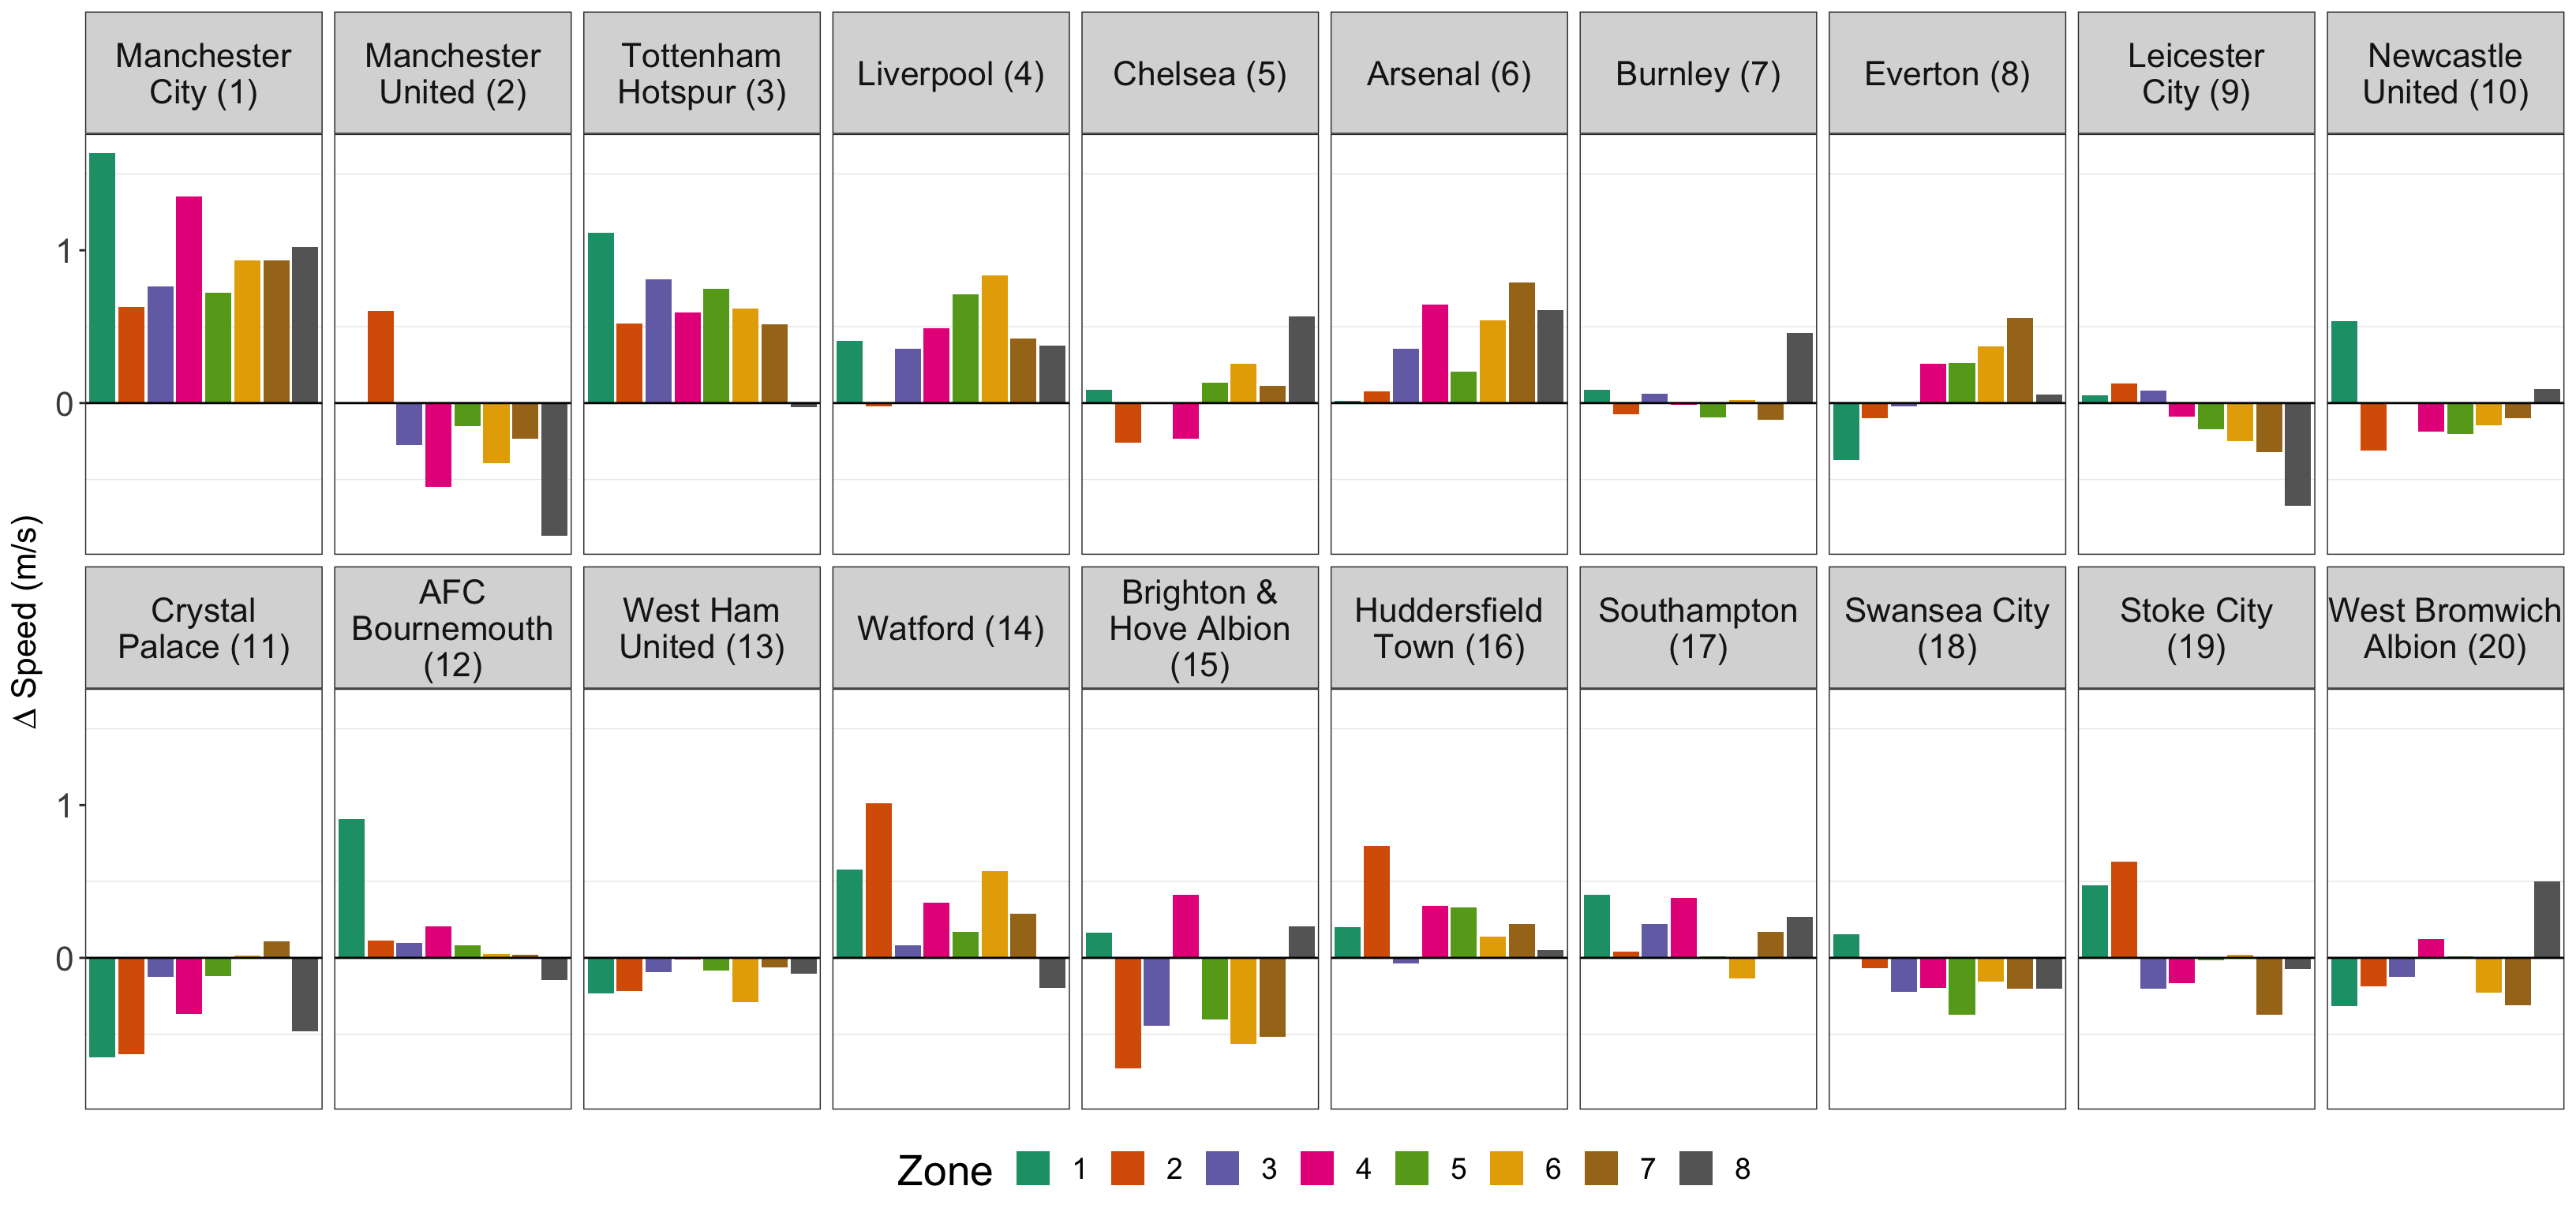 Manchester
City (1)
Manchester
United (2)
Tottenham
Hotspur (3)
Liverpool (4)
Chelsea (5)
Arsenal (6)
Burnley (7)
Everton (8)
Leicester
City (9)
Newcastle
United (10)
1
0
Δ Speed (m/s)
Crystal
Palace (11)
AFC
Bournemouth
(12)
West Ham
United (13)
Watford (14)
Brighton &
Hove Albion
(15)
Huddersfield
Town (16)
Southampton
(17)
Swansea City
(18)
Stoke City
(19)
West Bromwich
Albion (20)
1
0
Zone 1 2 3 4 5 6 7 8